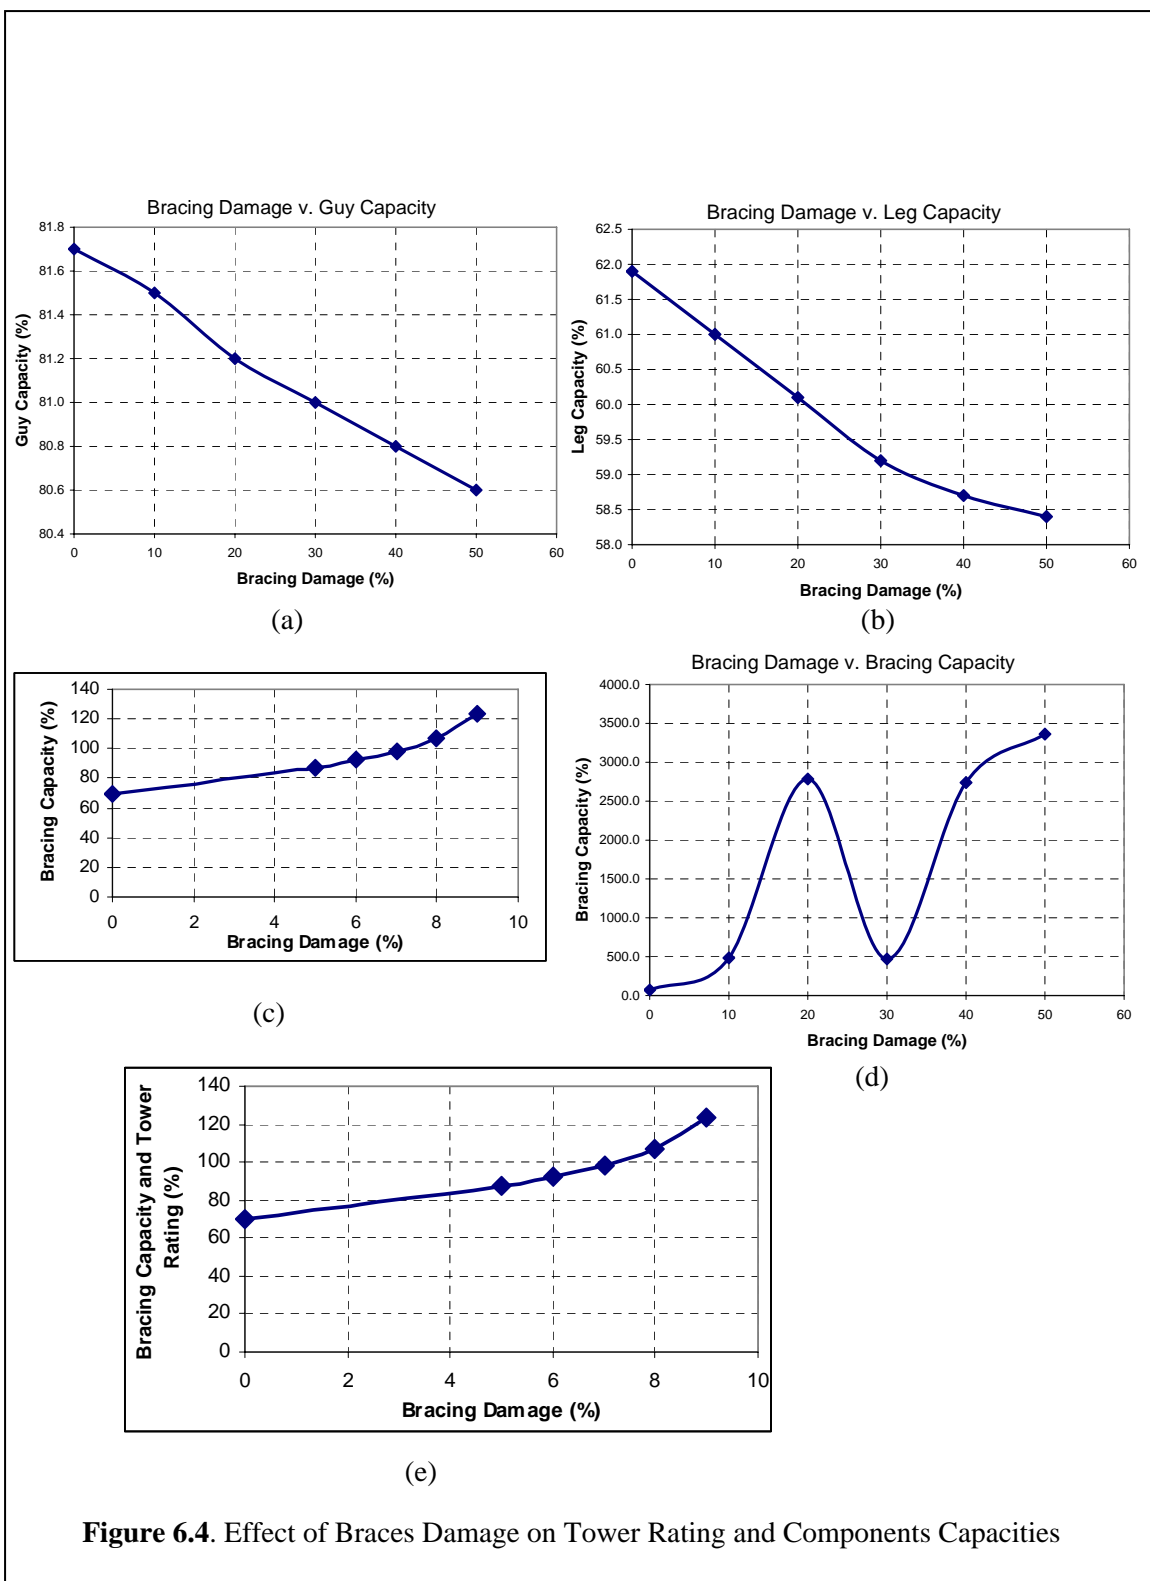 Bracing Damage v. Guy Capacity
81.8
81.6
81.4
81.2
81.0
80.8
80.6
80.4
Guy Capacity (%)
0 10 20 30 40 50 60
Bracing Damage (%)
(a)
Bracing Damage v. Leg Capacity
62.5
62.0
61.5
61.0
60.5
60.0
59.5
59.0
58.5
58.0
Leg Capacity (%)
0 10 20 30 40 50 60
Bracing Damage (%)
(b)
140
120
100
80
60
40
20
0
Bracing Capacity (%)
0 2 4 6 8 10
Bracing Damage (%)
(c)
Bracing Damage v. Bracing Capacity
4000.0
3500.0
3000.0
2500.0
2000.0
1500.0
1000.0
500.0
0.0
Bracing Capacity (%)
0 10 20 30 40 50 60
Bracing Damage (%)
(d)
140
120
100
80
60
40
20
0
Bracing Capacity and Tower
Rating (%)
0 2 4 6 8 10
Bracing Damage (%)
(e)
Figure 6.4. Effect of Braces Damage on Tower Rating and Components Capacities